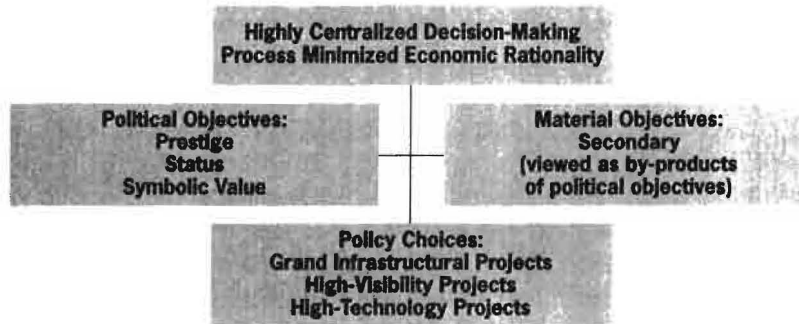 Highly Centralized Decision-Making
Process Minimized Economic Rationality
Political Objectives:
Prestige
Status
Symbolic Value
Material Objectives:
Secondary
(viewed as by-products
of political objectives)
Policy Choices:
Grand Infrastructural Projects
High-Visibility Projects
High-Technology Projects